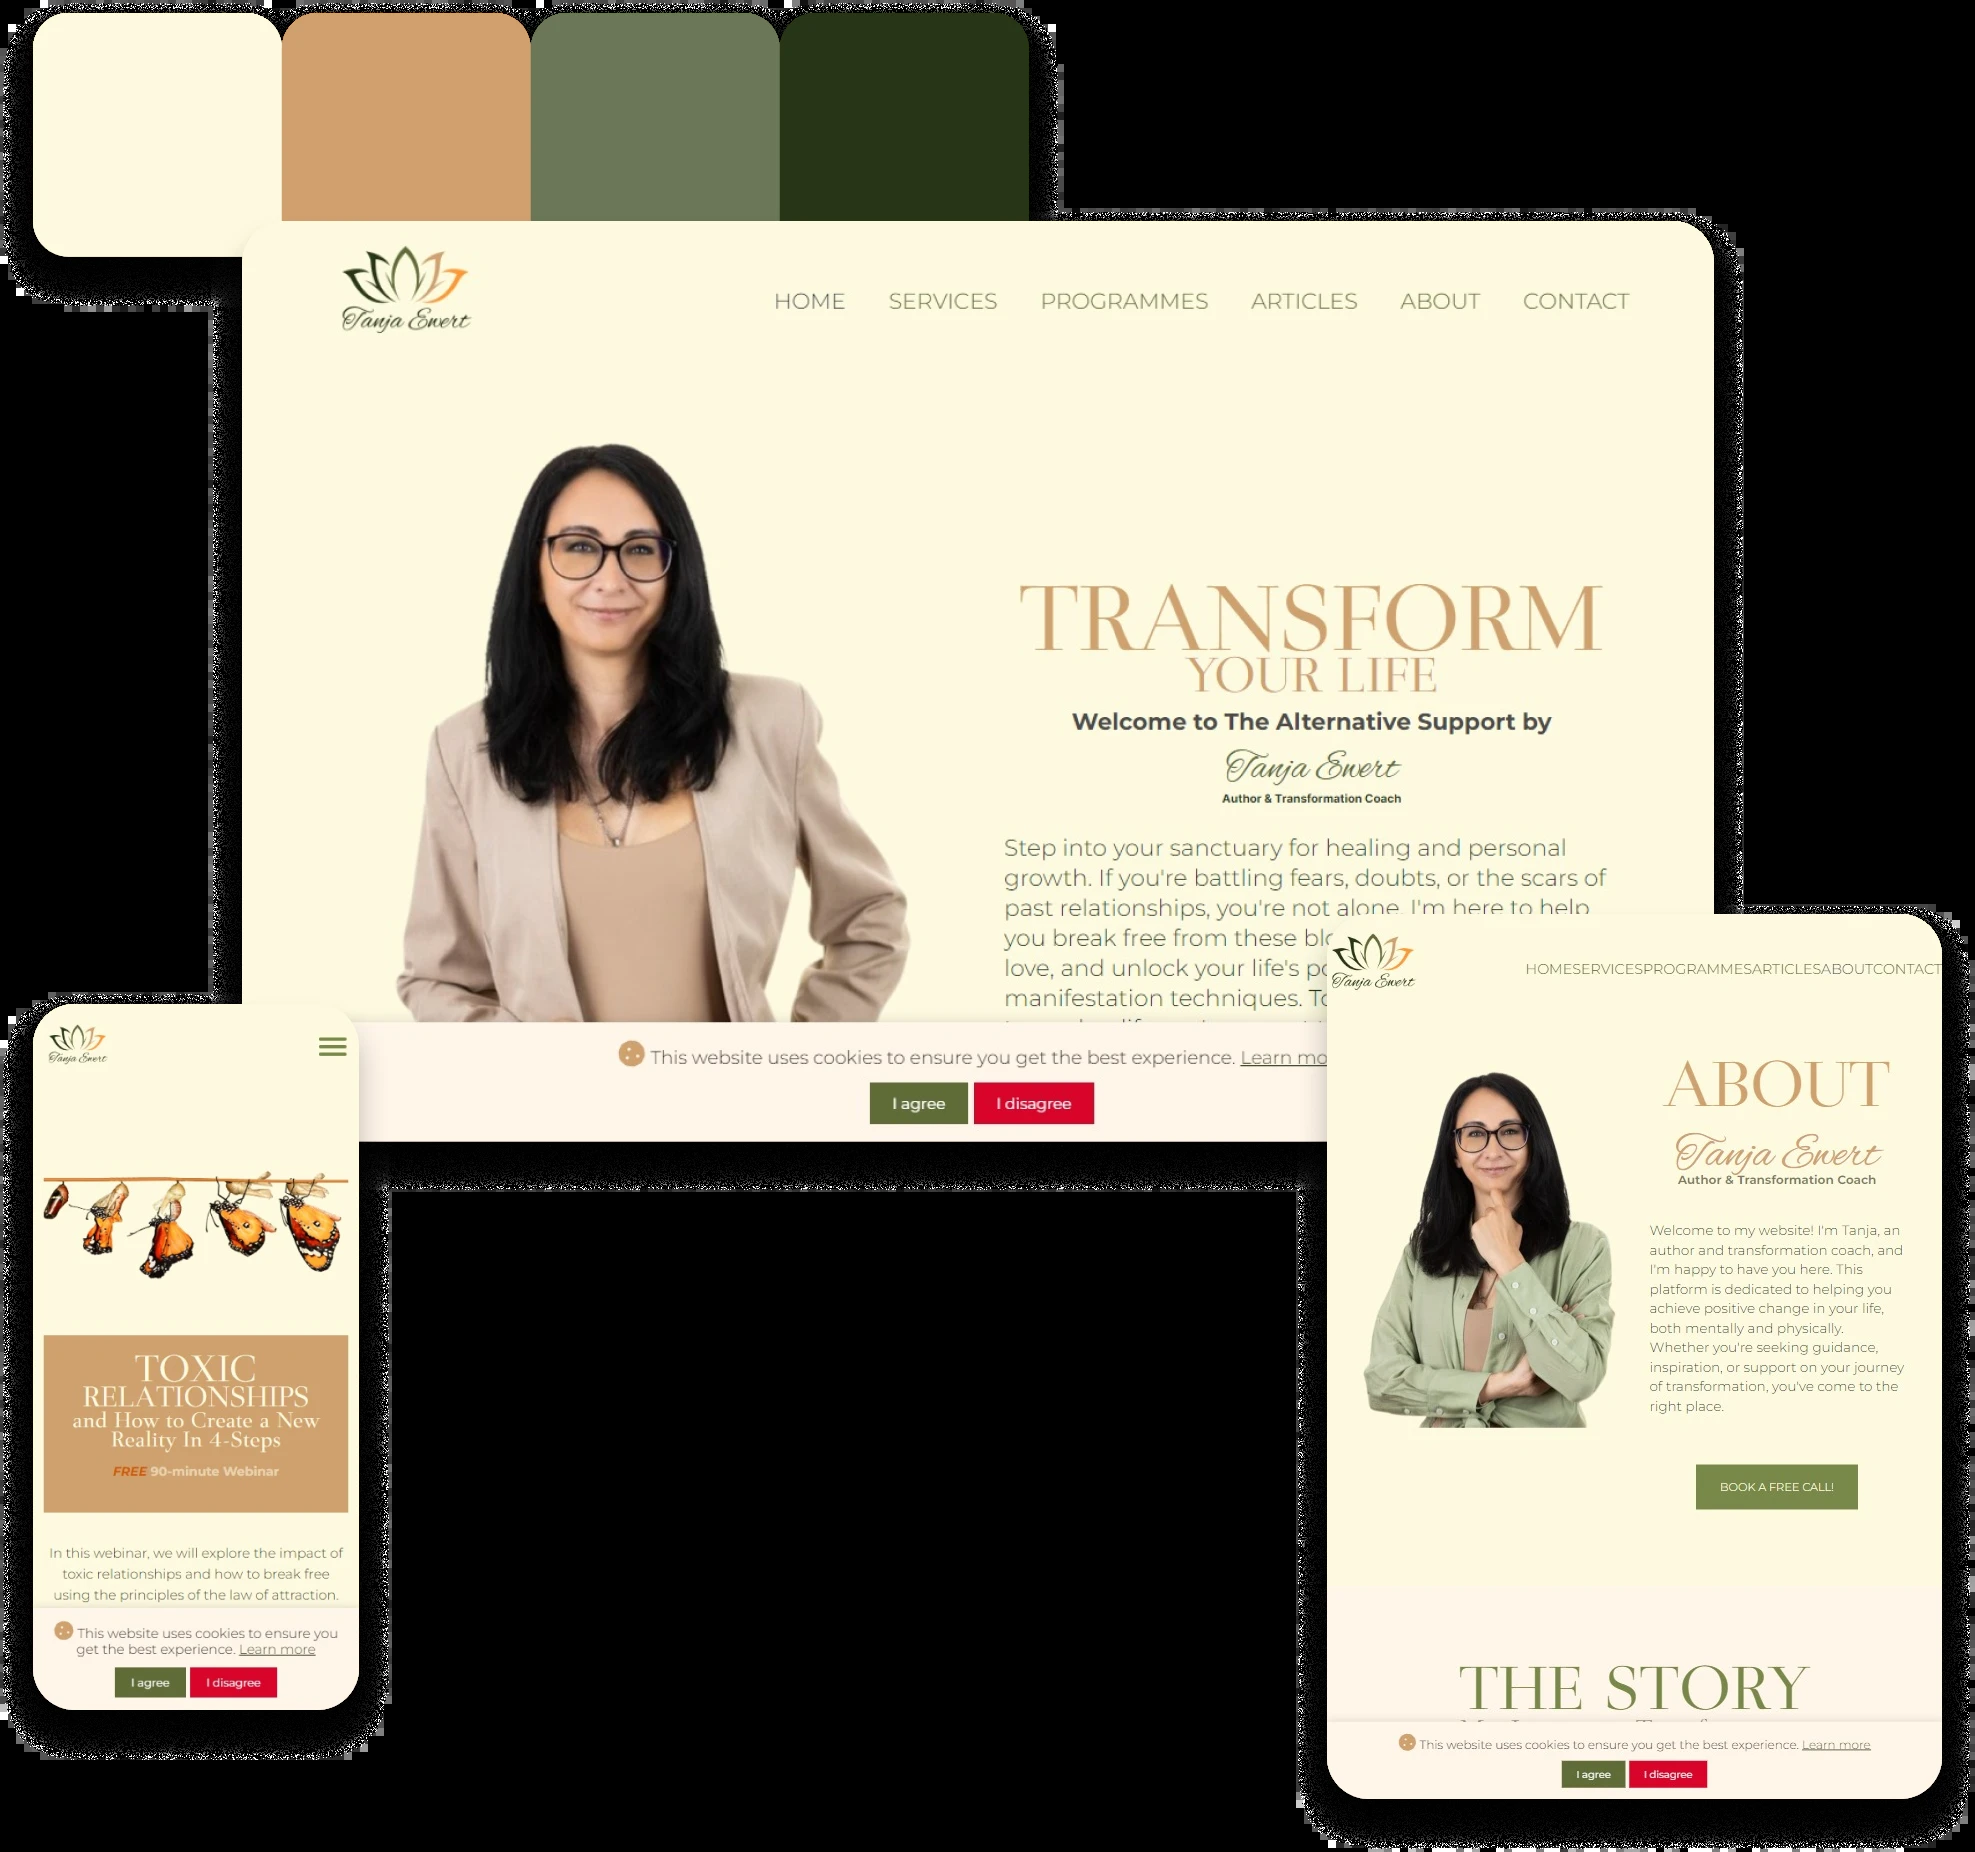 Tanja Ewert
HOME SERVICES PROGRAMMES ARTICLES ABOUT CONTACT
TRANSFORM
YOUR LIFE
Welcome to The Alternative Support by
Tanja Ewert
Author & Transformation Coach
Step into your sanctuary for healing and personal
growth. If you're battling fears, doubts, or the scars of
past relationships, you're not alone. I'm here to help
you break free from these
love, and unlock your life's
manifestation techniques.
This website uses cookies to ensure you get the best experience. Learn
I agree I disagree
Tanja Ewert
TOXIC
RELATIONSHIPS
and How to Create a New
Reality In 4-Steps
FREE 90-minute Webinar
In this webinar, we will explore the impact of
toxic relationships and how to break free
using the principles of the law of attraction.
This website uses cookies to ensure you
get the best experience. Learn more
I agree I disagree
Tanja Ewert
HOMESERVICESPROGRAMMESARTICLESABOUTCONTACT
ABOUT
Tanja Ewert
Author & Transformation Coach
Welcome to my website! I'm Tanja, an
author and transformation coach, and
I'm happy to have you here. This
platform is dedicated to helping you
achieve positive change in your life,
both mentally and physically.
Whether you're seeking guidance,
inspiration, or support on your journey
of transformation, you've come to the
right place.
BOOK A FREE CALL!
THE STORY
This website uses cookies to ensure you get the best experience. Learn more
I agree I disagree